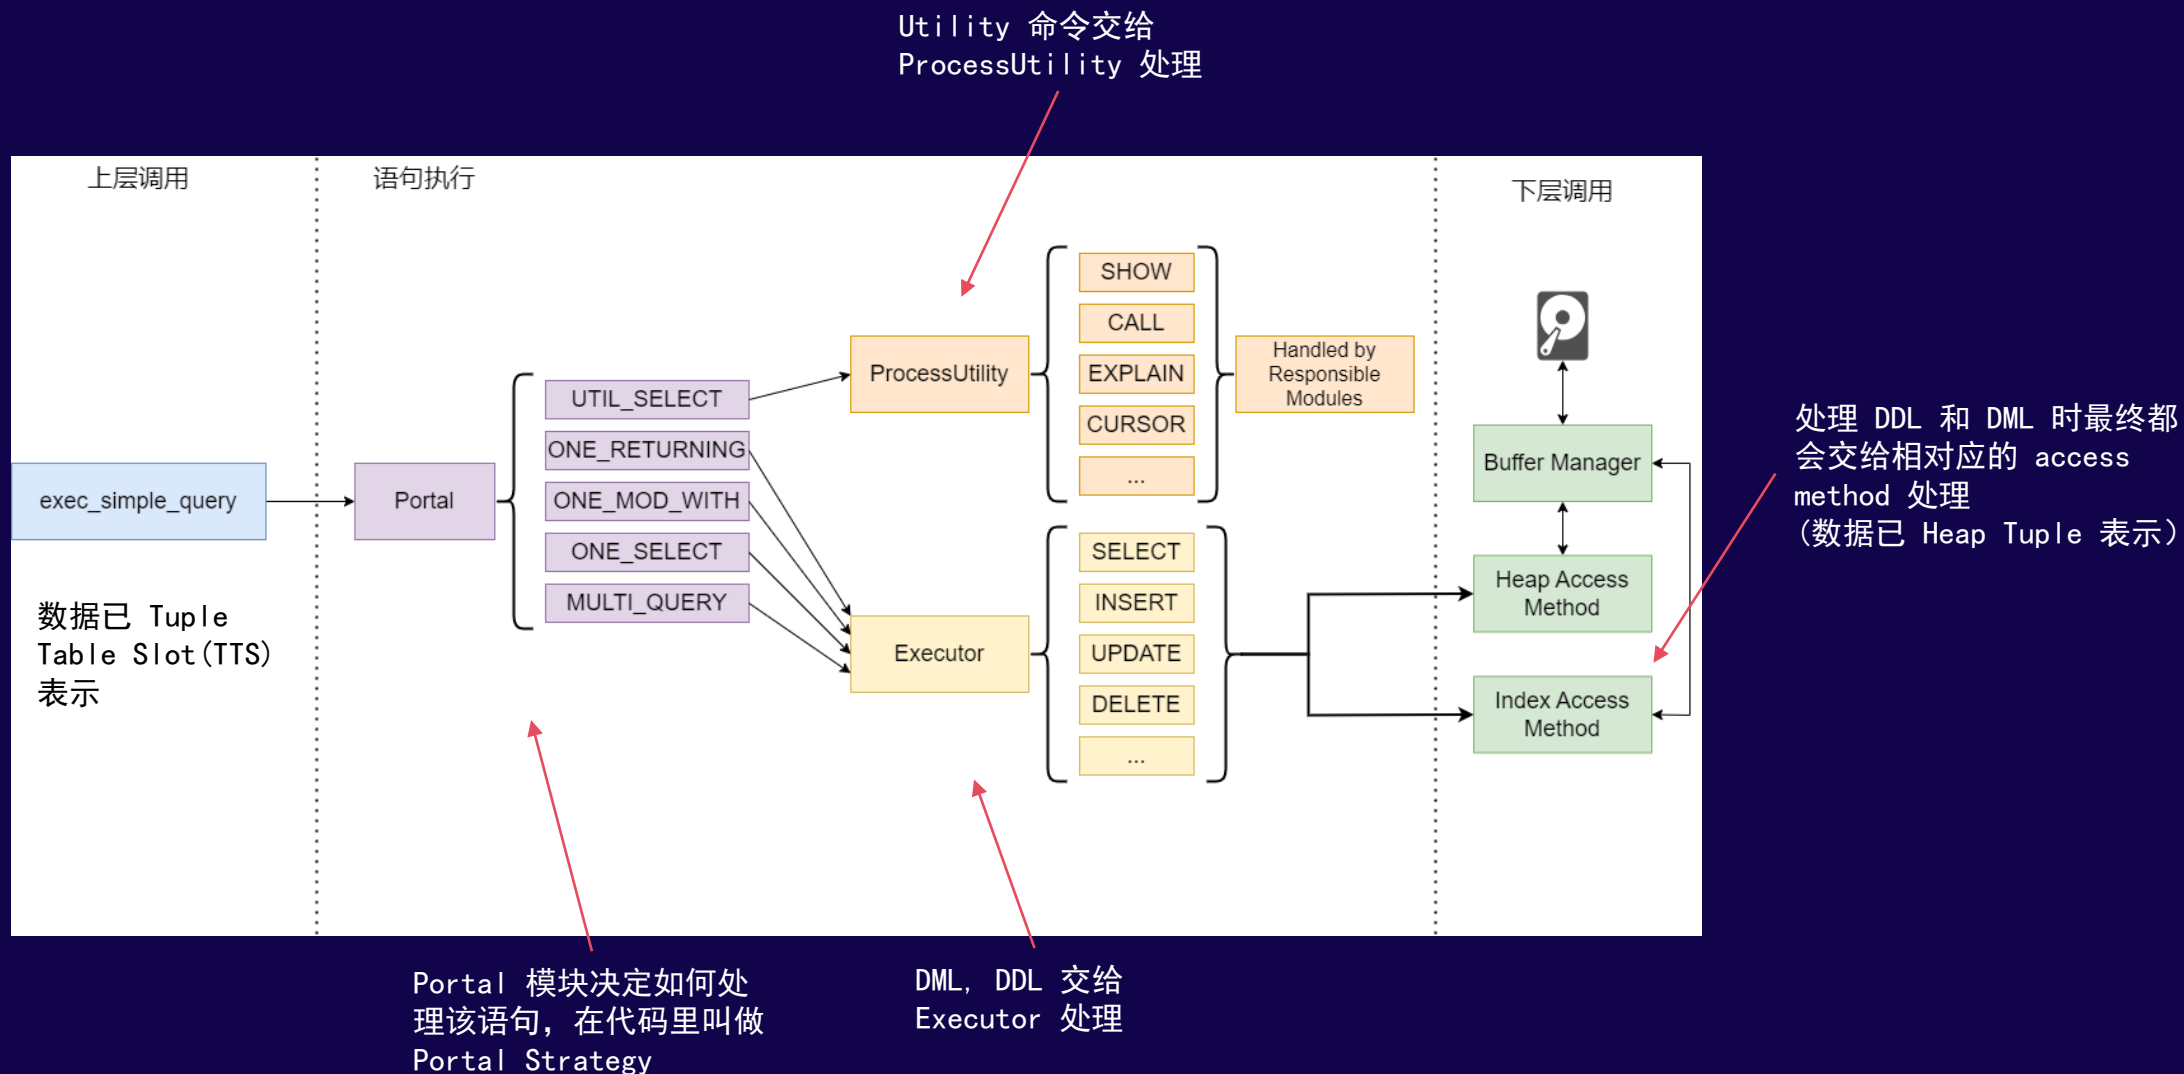 Utility 命令交给
ProcessUtility 处理
上层调用
语句执行
下层调用
exec_simple_query
数据已 Tuple
Table Slot(TTS)
表示
Portal
UTIL_SELECT
ONE_RETURNING
ONE_MOD_WITH
ONE_SELECT
MULTI_QUERY
ProcessUtility
SHOW
CALL
EXPLAIN
CURSOR
...
Handled by
Responsible
Modules
Executor
SELECT
INSERT
UPDATE
DELETE
...
Buffer Manager
Heap Access
Method
Index Access
Method
处理 DDL 和 DML 时最终都
会交给相对应的 access
method 处理
(数据已 Heap Tuple 表示)
Portal 模块决定如何处
理该语句，在代码里叫做
Portal Strategy
DML, DDL 交给
Executor 处理